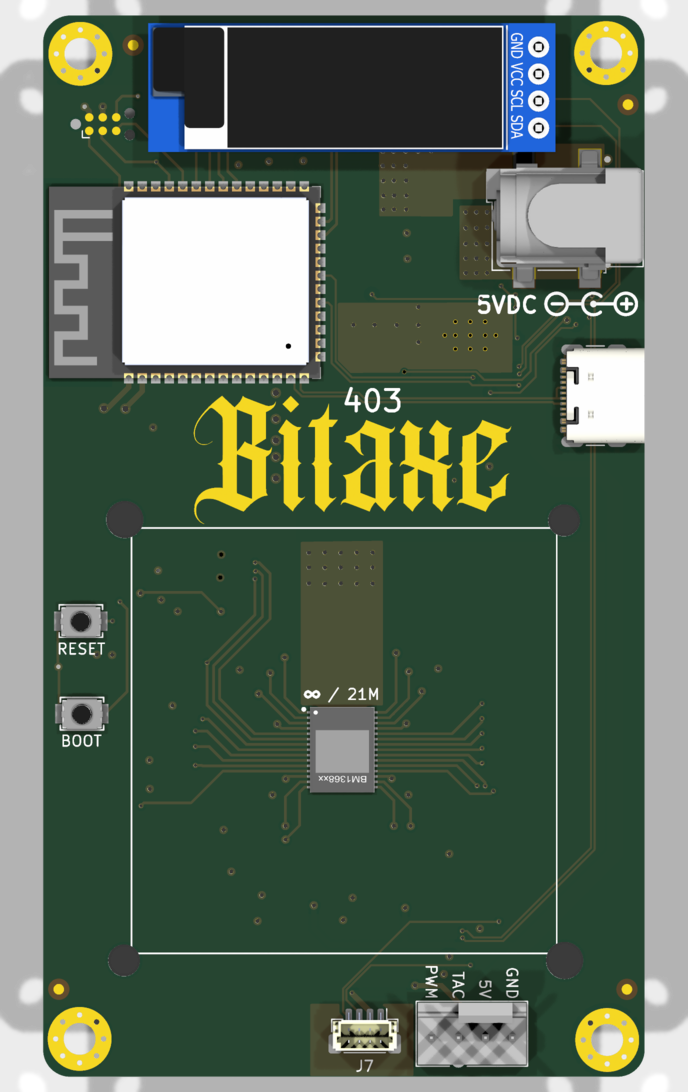 GND VCC SCL SDA
5VDC
403
Bitaxe
RESET
∞ / 21M
BOOT
BM1368xx
PWM
TAC
5V
GND
J7